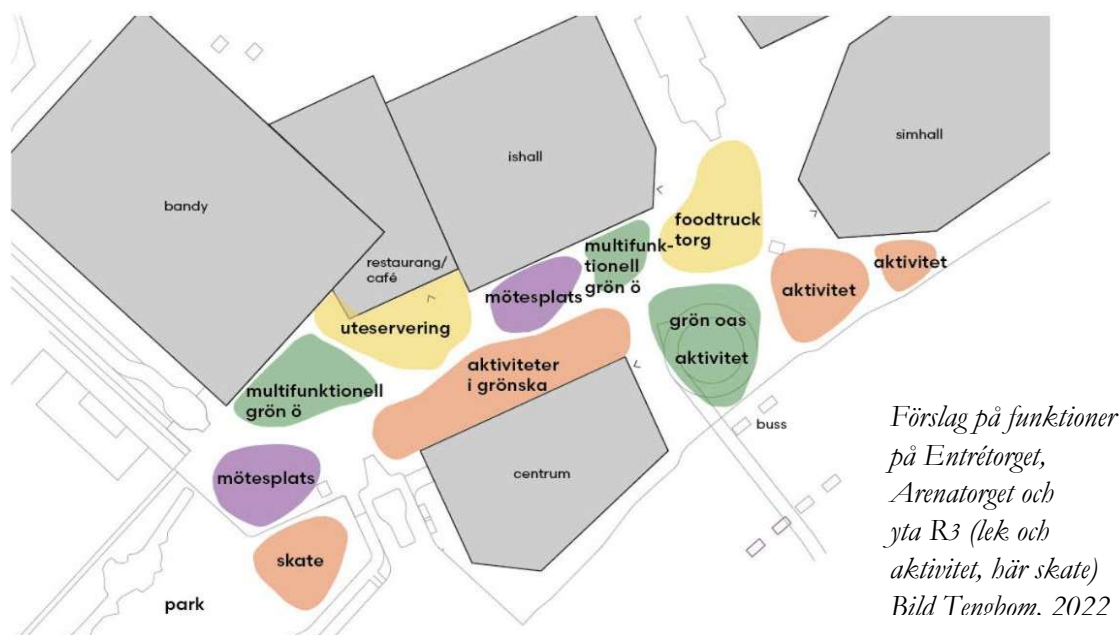 simhall
ishall
bandy
foodtruck
torg
multifunk-
tionell
grön ö
restaurang/
café
aktivitet
mötesplats
aktivitet
uteservering
grön oas
aktivitet
aktiviteter
i grönska
multifunktionell
grön ö
buss
centrum
mötesplats
skate
park
Förslag på funktioner
på Entrétorget,
Arenatorget och
yta R3 (lek och
aktivitet, här skate)
Bild Tengbom, 2022